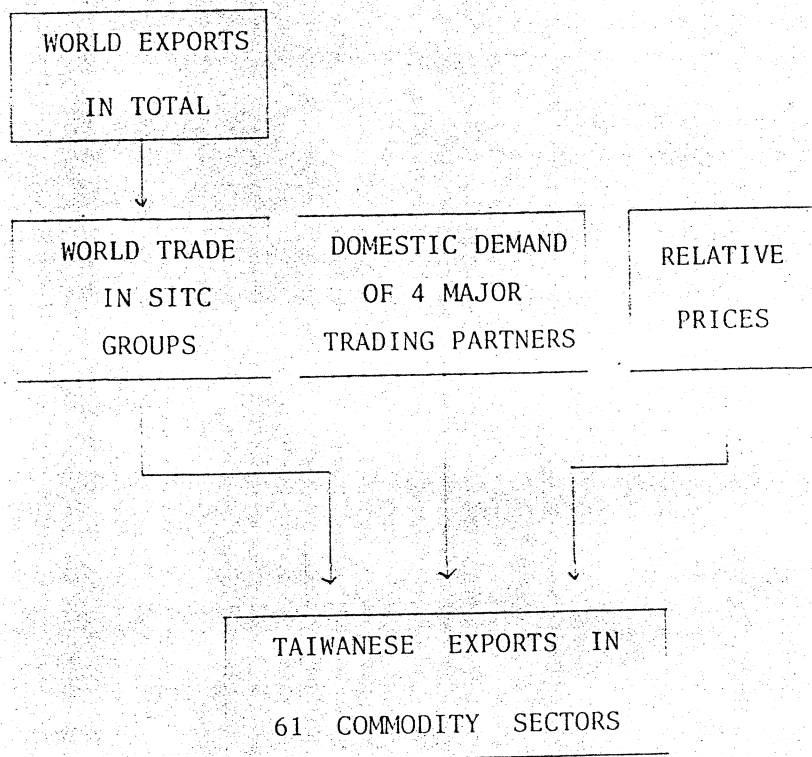 WORLD EXPORTS
IN TOTAL
WORLD TRADE
IN SITC
GROUPS
DOMESTIC DEMAND
OF 4 MAJOR
TRADING PARTNERS
RELATIVE
PRICES
TAIWANESE EXPORTS IN
61 COMMODITY SECTORS